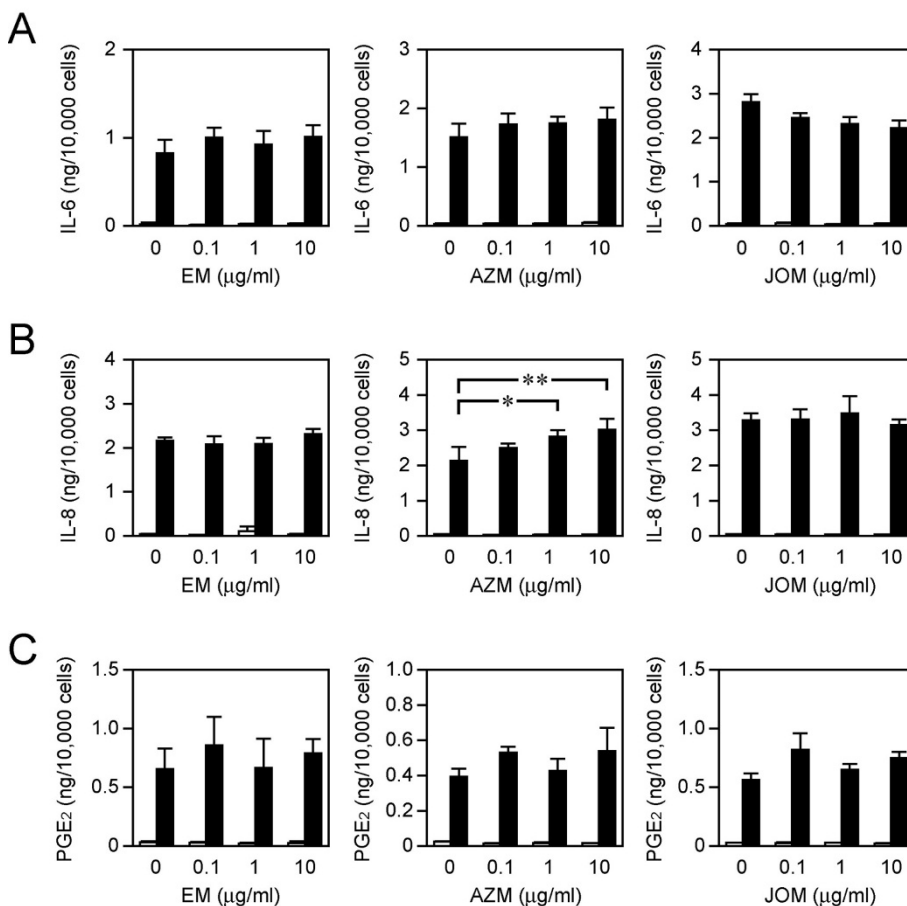 A
IL-6 (ng/10,000 cells)
2
1
0
0 0.1 1 10
EM (μg/ml)
IL-6 (ng/10,000 cells)
3
2
1
0
0 0.1 1 10
AZM (μg/ml)
IL-6 (ng/10,000 cells)
4
3
2
1
0
0 0.1 1 10
JOM (μg/ml)
B
IL-8 (ng/10,000 cells)
4
3
2
1
0
0 0.1 1 10
EM (μg/ml)
IL-8 (ng/10,000 cells)
5
4
3
2
1
0
**
*
0 0.1 1 10
AZM (μg/ml)
IL-8 (ng/10,000 cells)
5
4
3
2
1
0
0 0.1 1 10
JOM (μg/ml)
C
PGE₂ (ng/10,000 cells)
1.5
1.0
0.5
0
0 0.1 1 10
EM (μg/ml)
PGE₂ (ng/10,000 cells)
1.0
0.8
0.6
0.4
0.2
0
0 0.1 1 10
AZM (μg/ml)
PGE₂ (ng/10,000 cells)
1.5
1.0
0.5
0
0 0.1 1 10
JOM (μg/ml)